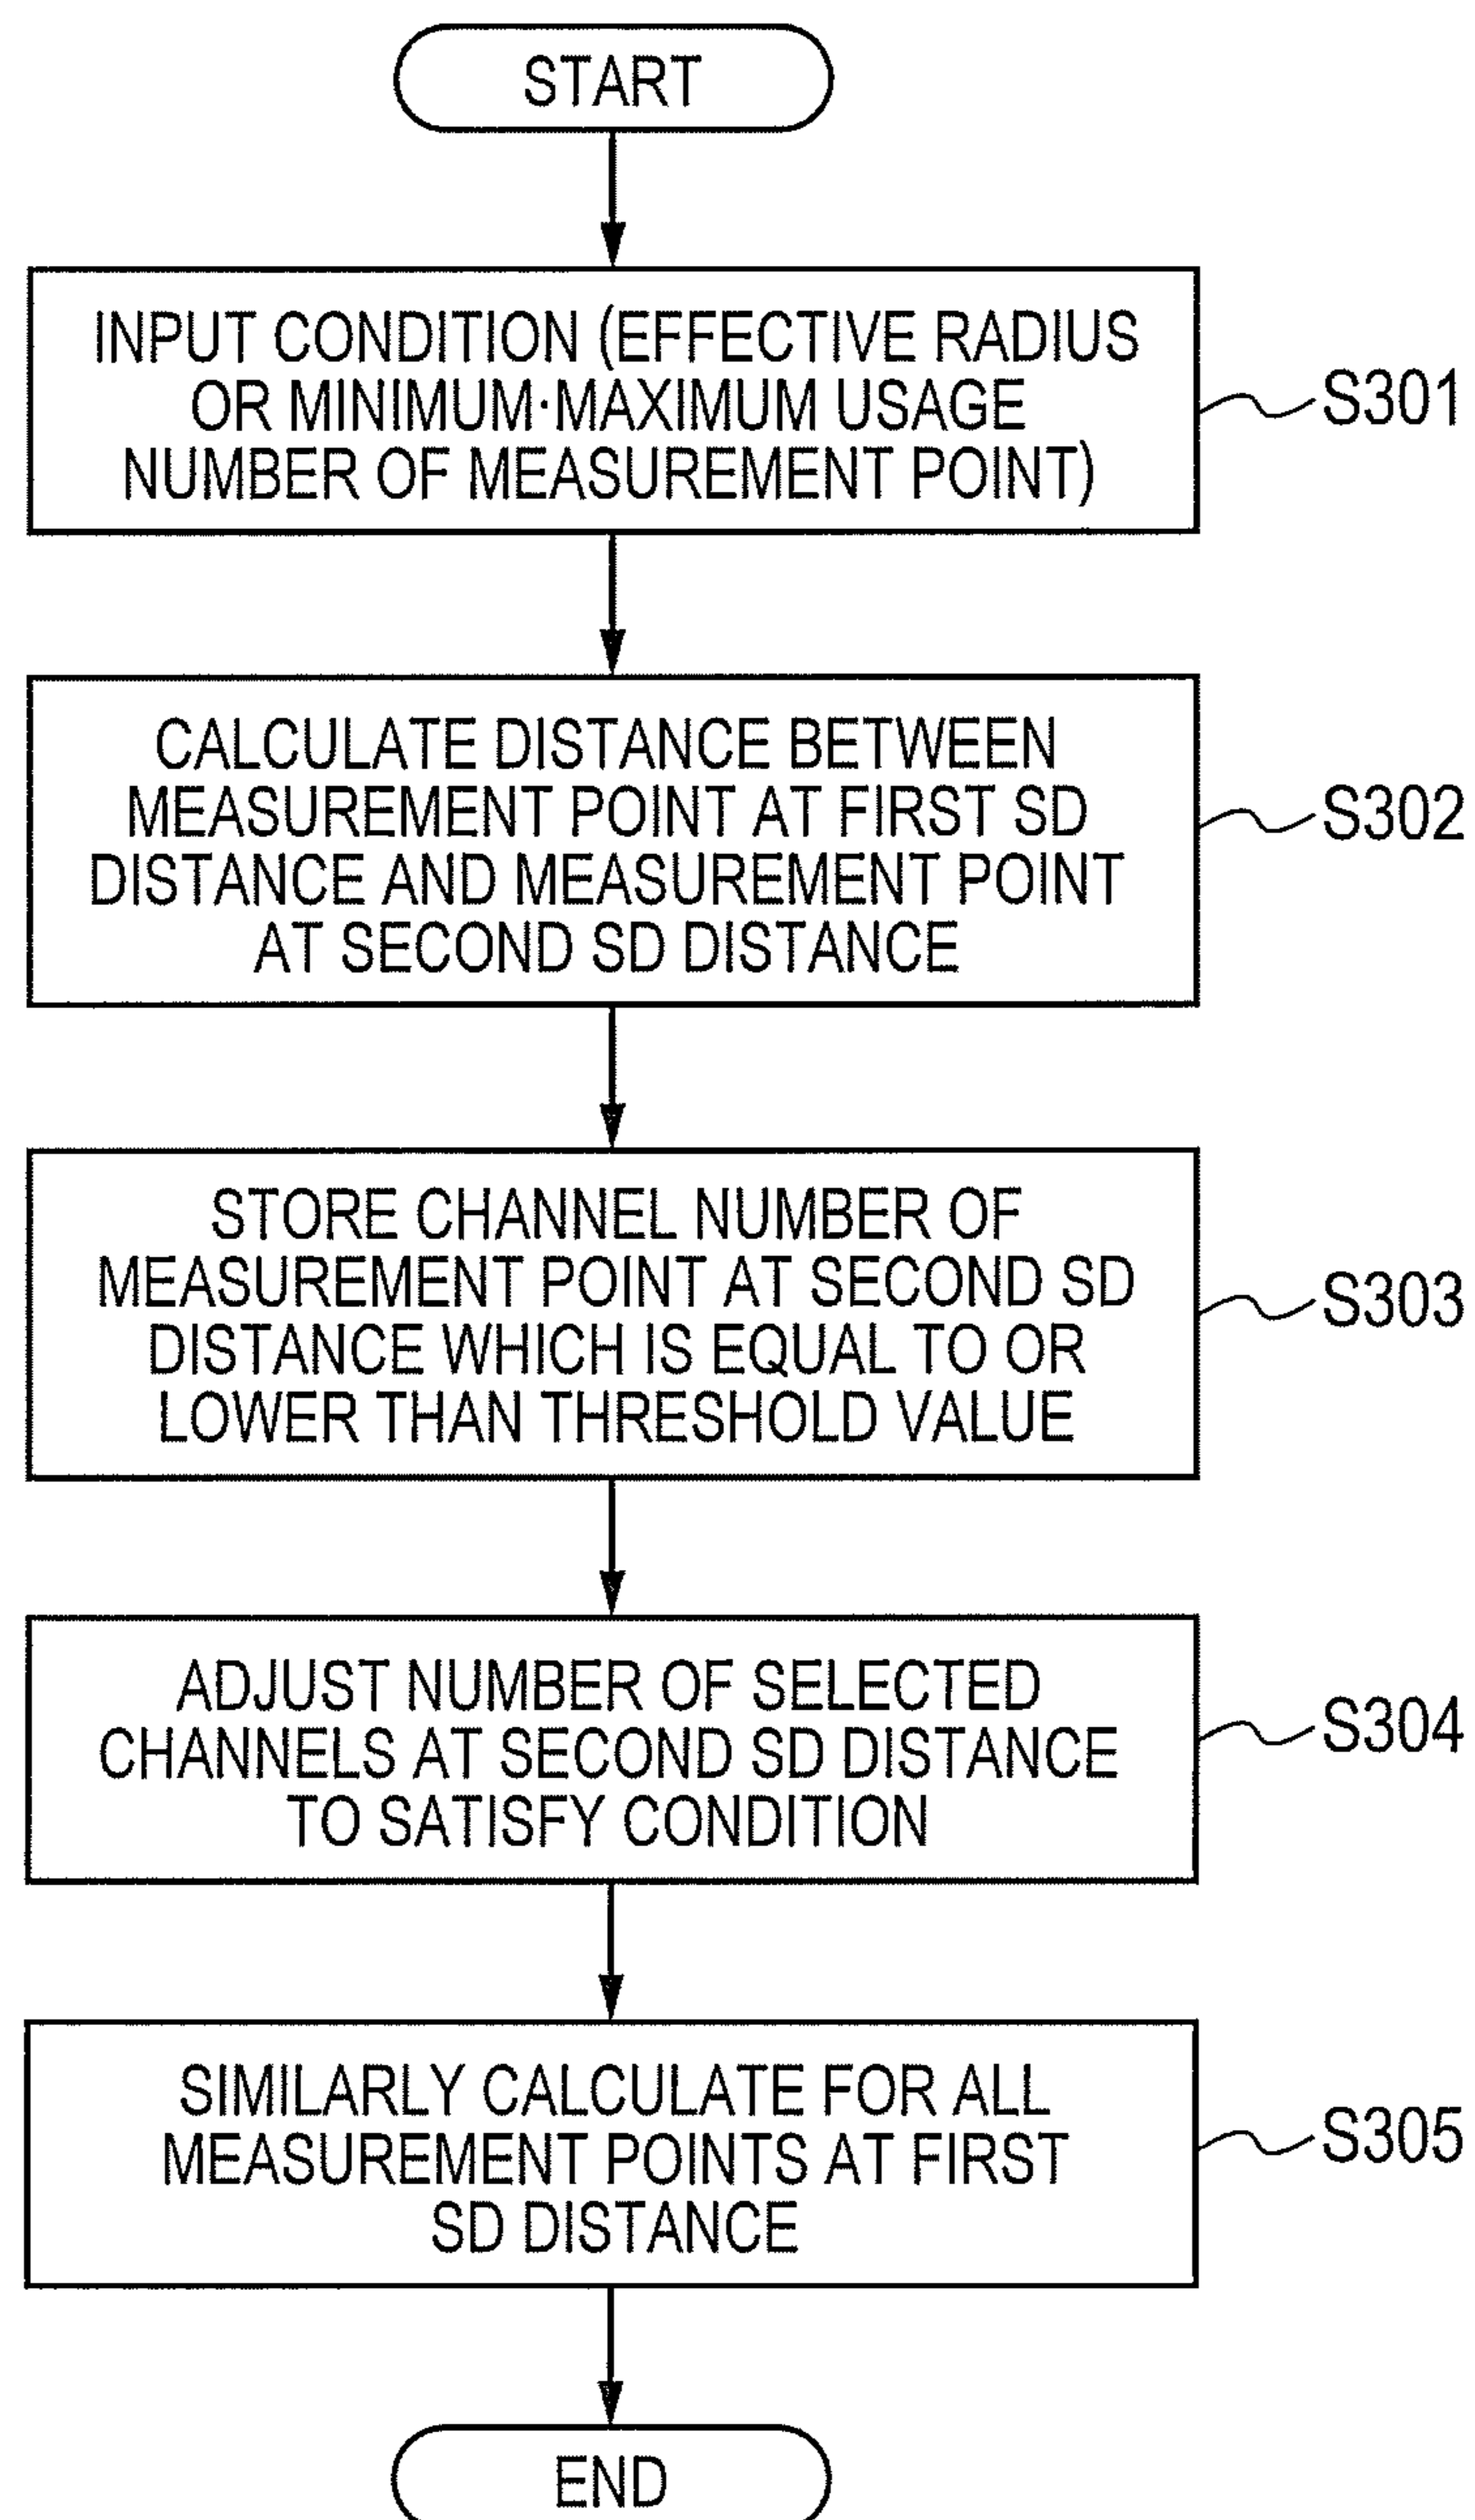 START
INPUT CONDITION (EFFECTIVE RADIUS
OR MINIMUM·MAXIMUM USAGE
NUMBER OF MEASUREMENT POINT)
S301
CALCULATE DISTANCE BETWEEN
MEASUREMENT POINT AT FIRST SD
DISTANCE AND MEASUREMENT POINT
AT SECOND SD DISTANCE
S302
STORE CHANNEL NUMBER OF
MEASUREMENT POINT AT SECOND SD
DISTANCE WHICH IS EQUAL TO OR
LOWER THAN THRESHOLD VALUE
S303
ADJUST NUMBER OF SELECTED
CHANNELS AT SECOND SD DISTANCE
TO SATISFY CONDITION
S304
SIMILARLY CALCULATE FOR ALL
MEASUREMENT POINTS AT FIRST
SD DISTANCE
S305
END